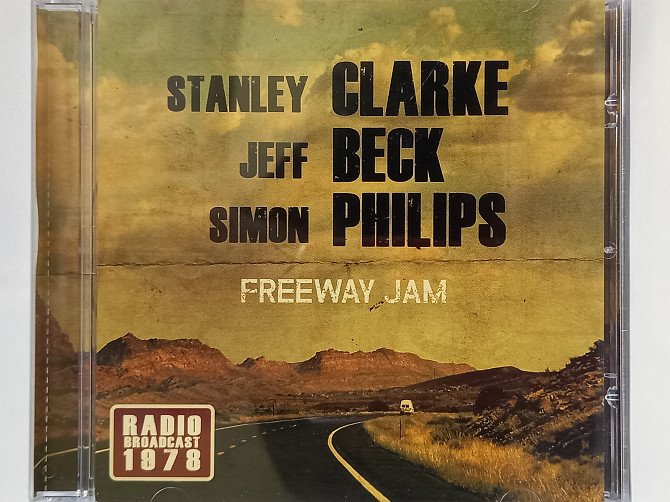 STANLEY CLARKE
JEFF BECK
SIMON PHILIPS
FREEWAY JAM
RADIO
BROADCAST
1978